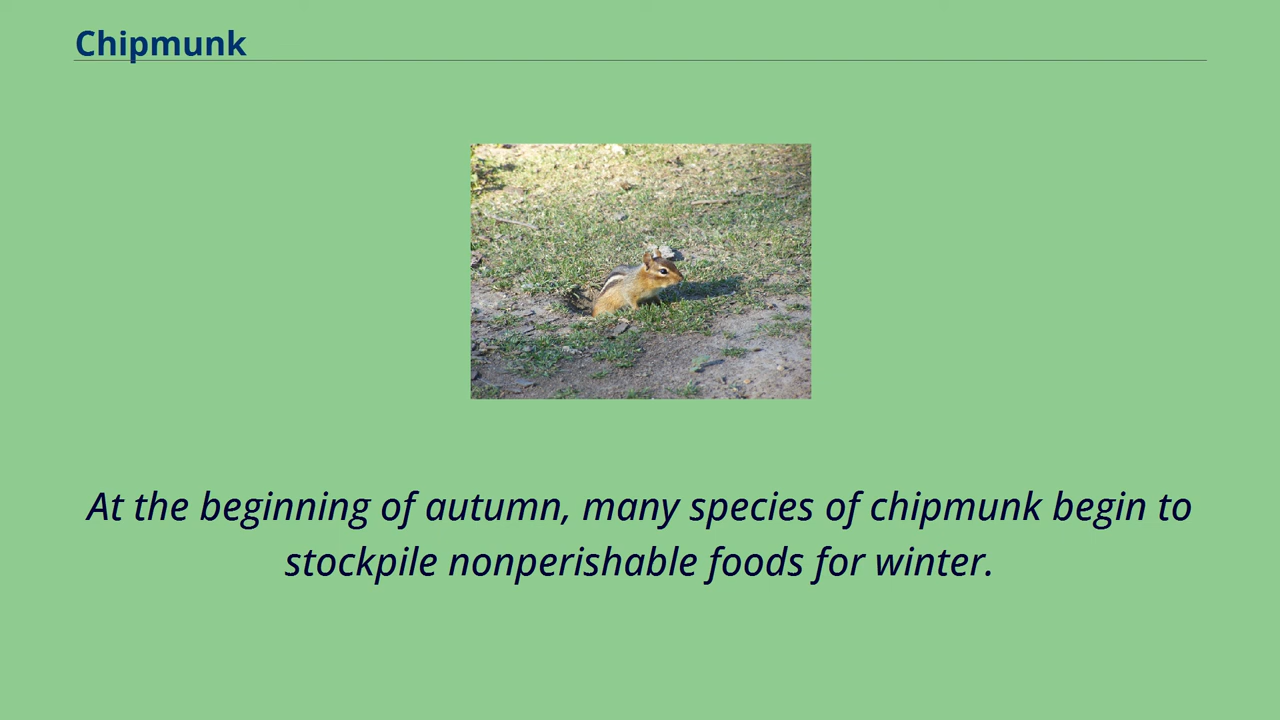 Chipmunk
At the beginning of autumn, many species of chipmunk begin to
stockpile nonperishable foods for winter.